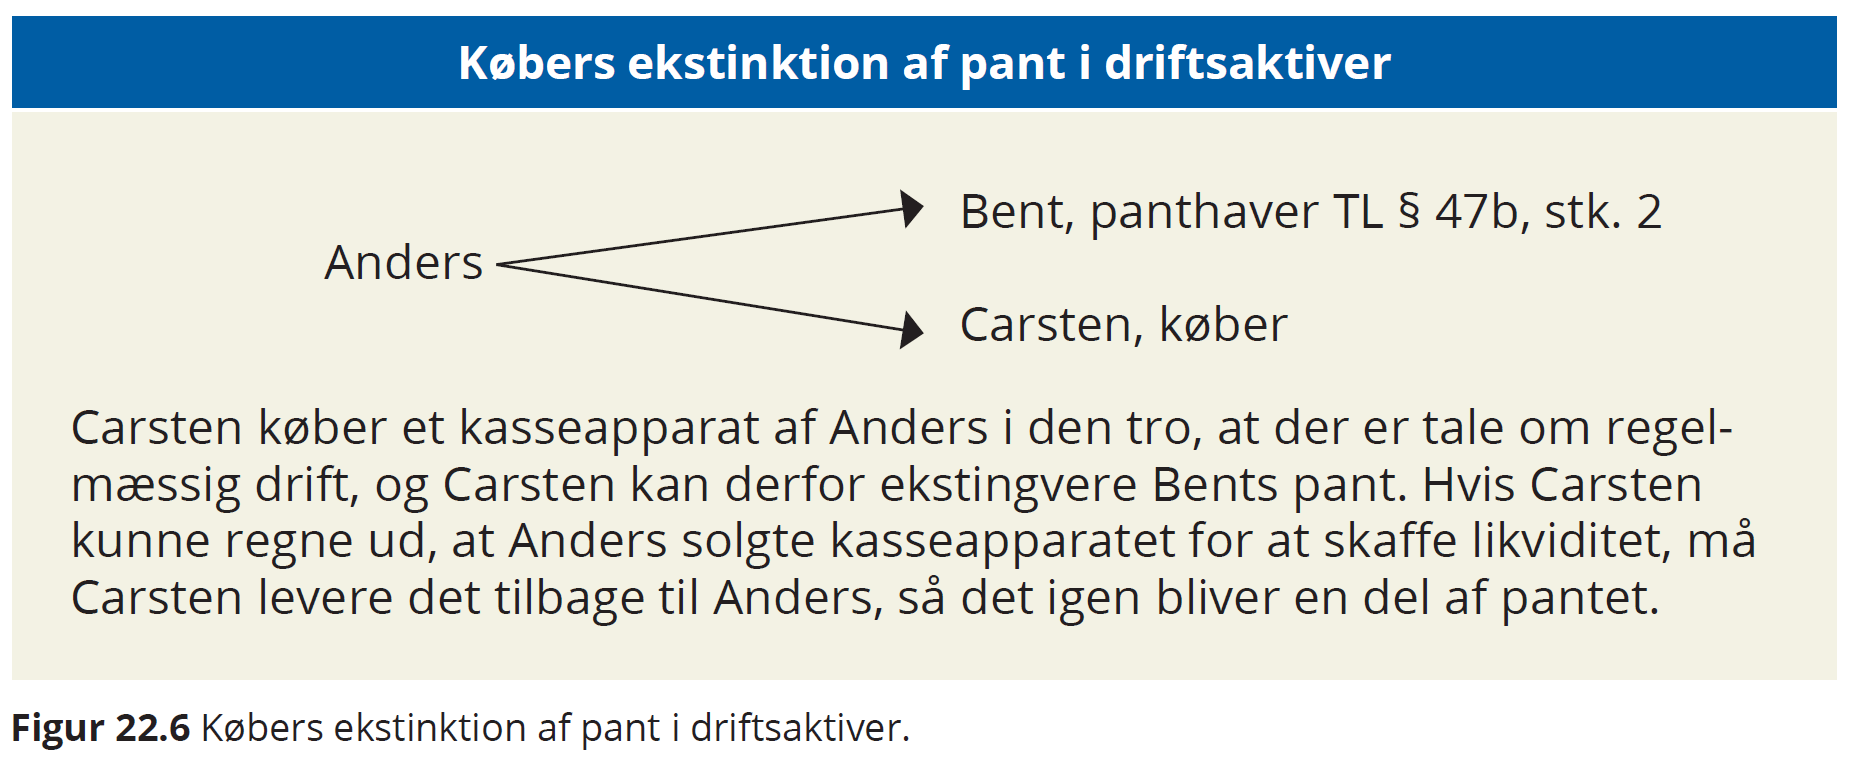 Købers ekstinktion af pant i driftsaktiver
Bent, panthaver TL § 47b, stk. 2
Anders
Carsten, køber
Carsten køber et kasseapparat af Anders i den tro, at der er tale om regel-
mæssig drift, og Carsten kan derfor ekstingvere Bents pant. Hvis Carsten
kunne regne ud, at Anders solgte kasseapparatet for at skaffe likviditet, må
Carsten levere det tilbage til Anders, så det igen bliver en del af pantet.
Figur 22.6 Købers ekstinktion af pant i driftsaktiver.